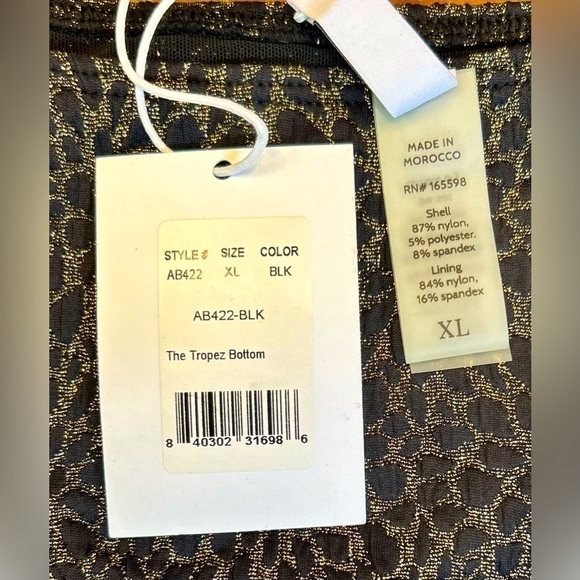 STYLE# SIZE COLOR
AB422 XL BLK
AB422-BLK
The Tropez Bottom
8 40302 31698 6
MADE IN
MOROCCO
RN# 165598
Shell
87% nylon,
5% polyester.
8% spandex
Lining
84% nylon,
16% spandex
XL